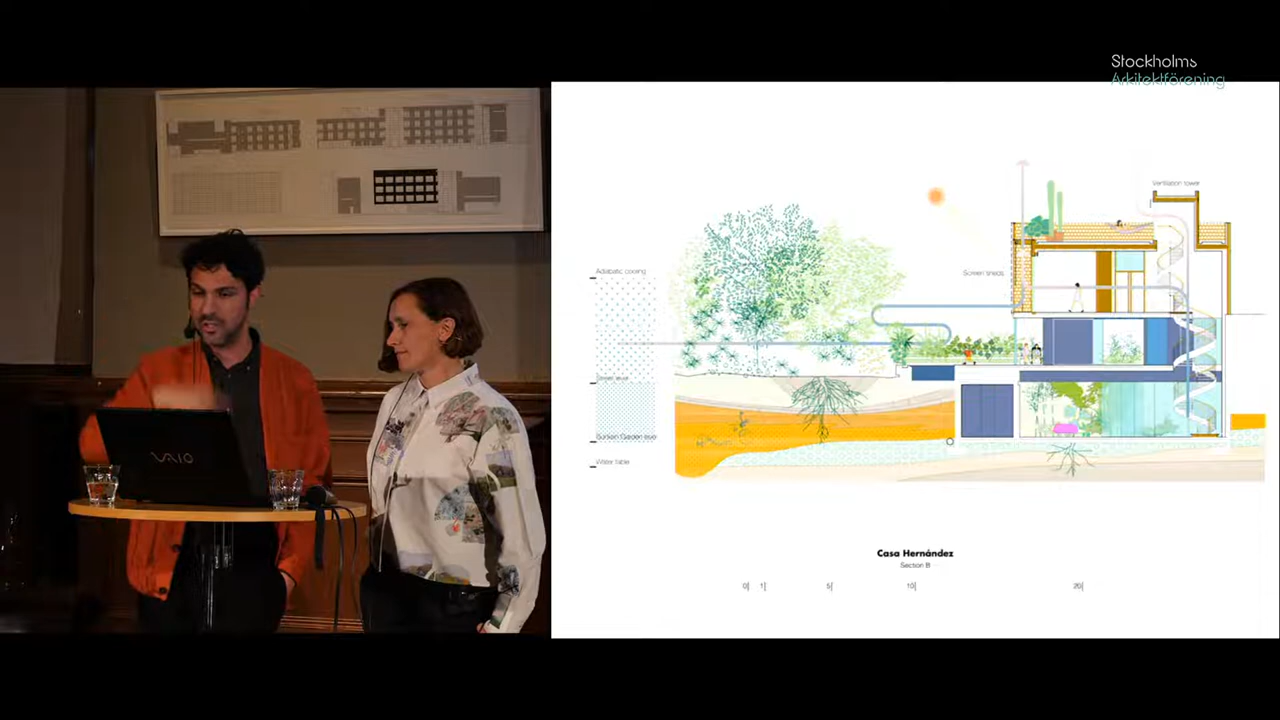 Stockholms
Arkitektförening
Ventilation tower
Adiabatic cooling
Screen sheds
Street level
Sunken Garden level
Water Table
VAIO
Casa Hernández
Section B
0|
1|
5|
10|
20|